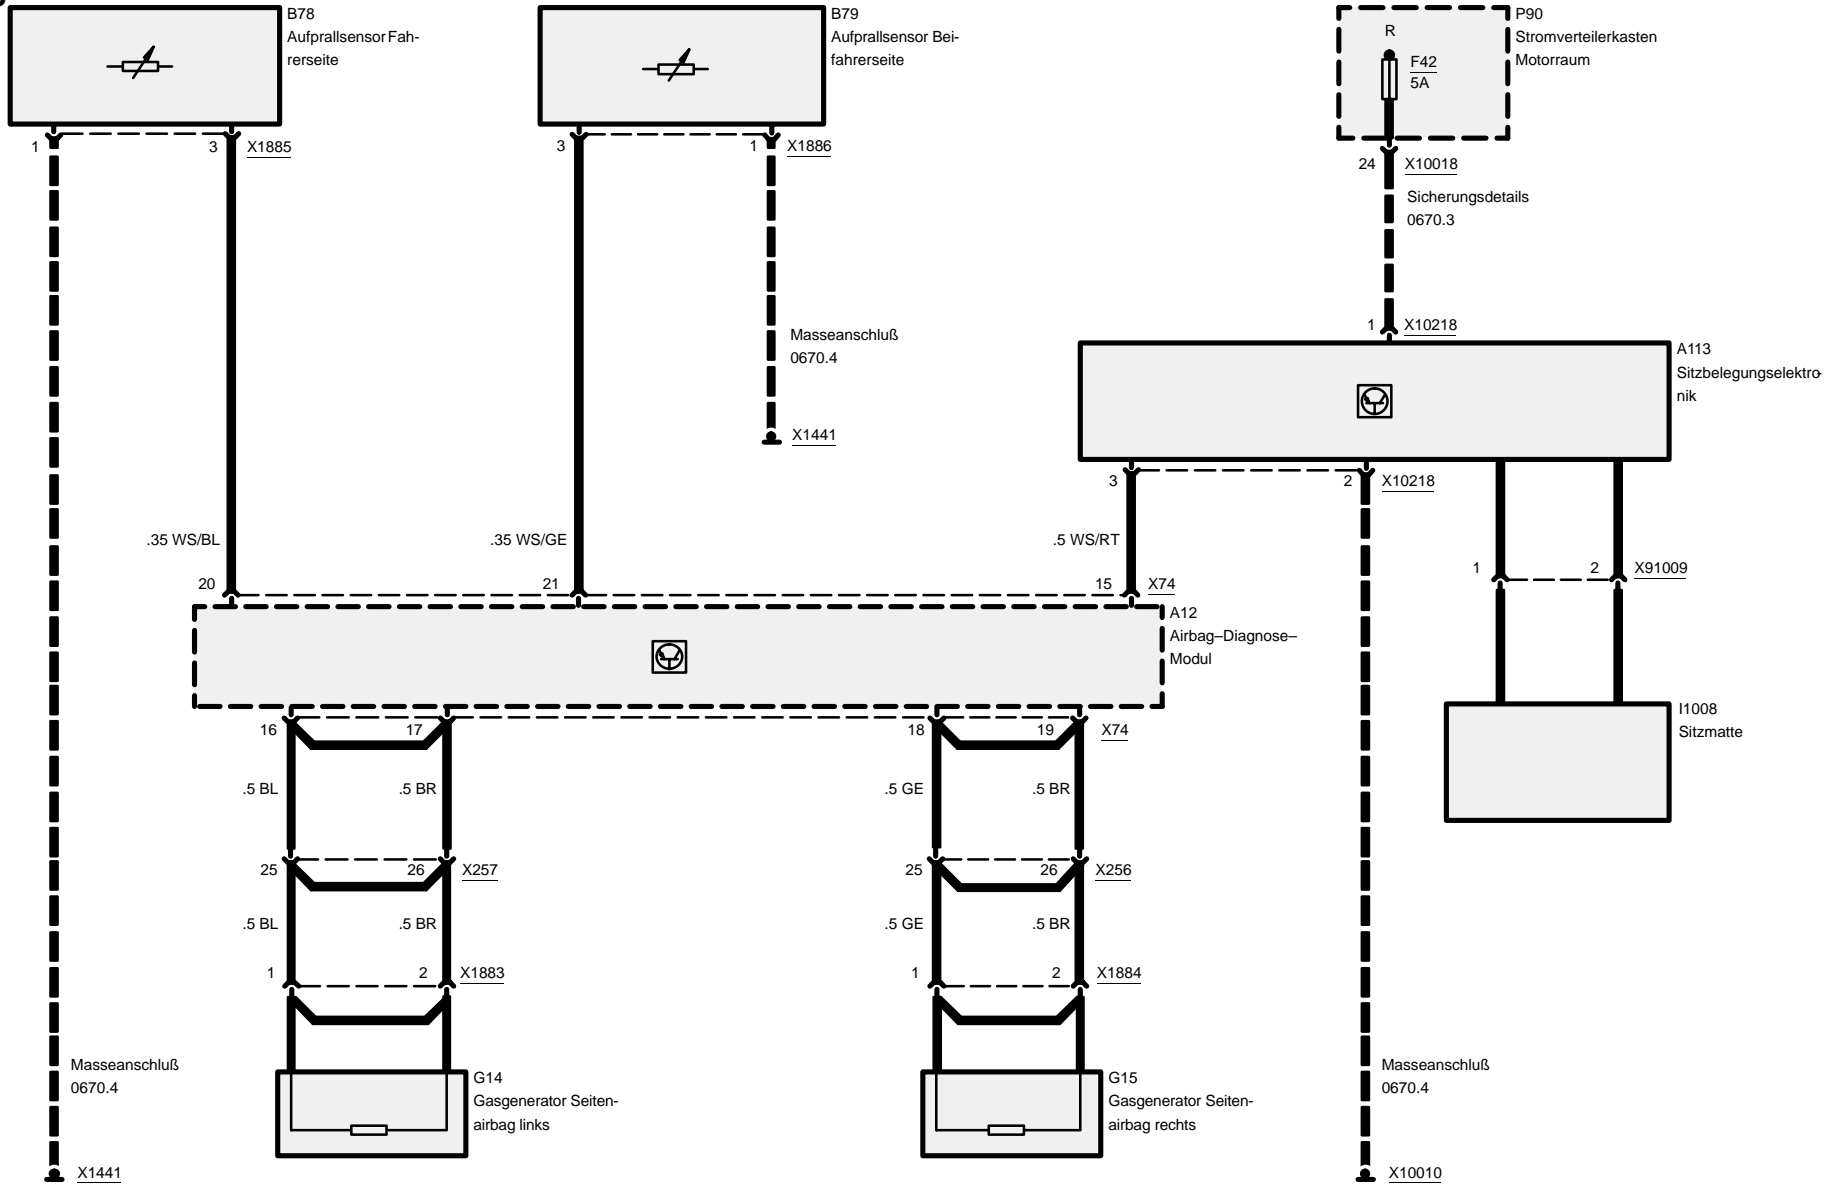 B78
Aufprallsensor Fah-
rerseite
B79
Aufprallsensor Bei-
fahrerseite
P90
Stromverteilerkasten
Motorraum
R
F42
5A
1
3
X1885
3
1
X1886
24
X10018
Sicherungsdetails
0670.3
Masseanschluß
0670.4
X1441
1
X10218
A113
Sitzbelegungselektro-
nik
3
2
X10218
.35 WS/BL
.35 WS/GE
.5 WS/RT
20
21
15
X74
1
2
X91009
A12
Airbag–Diagnose–
Modul
16
17
18
19
X74
I1008
Sitzmatte
.5 BL
.5 BR
.5 GE
.5 BR
25
26
X257
25
26
X256
.5 BL
.5 BR
.5 GE
.5 BR
1
2
X1883
1
2
X1884
Masseanschluß
0670.4
G14
Gasgenerator Seiten-
airbag links
G15
Gasgenerator Seiten-
airbag rechts
Masseanschluß
0670.4
X1441
X10010